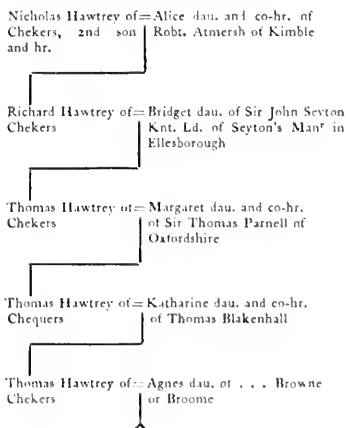 Nicholas Hawtrey of = Alice dau. and co-hr. of
Chekers, 2nd son Robt. Atmersh of Kimble
and hr.
Richard Hawtrey of = Bridget dau. of Sir John Seyton
Chekers Knt. Ld. of Seyton's Manr in
Ellesborough
Thomas Hawtrey of = Margaret dau. and co-hr.
Chekers of Sir Thomas Parnell of
Oxfordshire
Thomas Hawtrey of = Katharine dau. and co-hr.
Chequers of Thomas Blakenhall
Thomas Hawtrey of = Agnes dau. of . . . Browne
Chekers or Broome